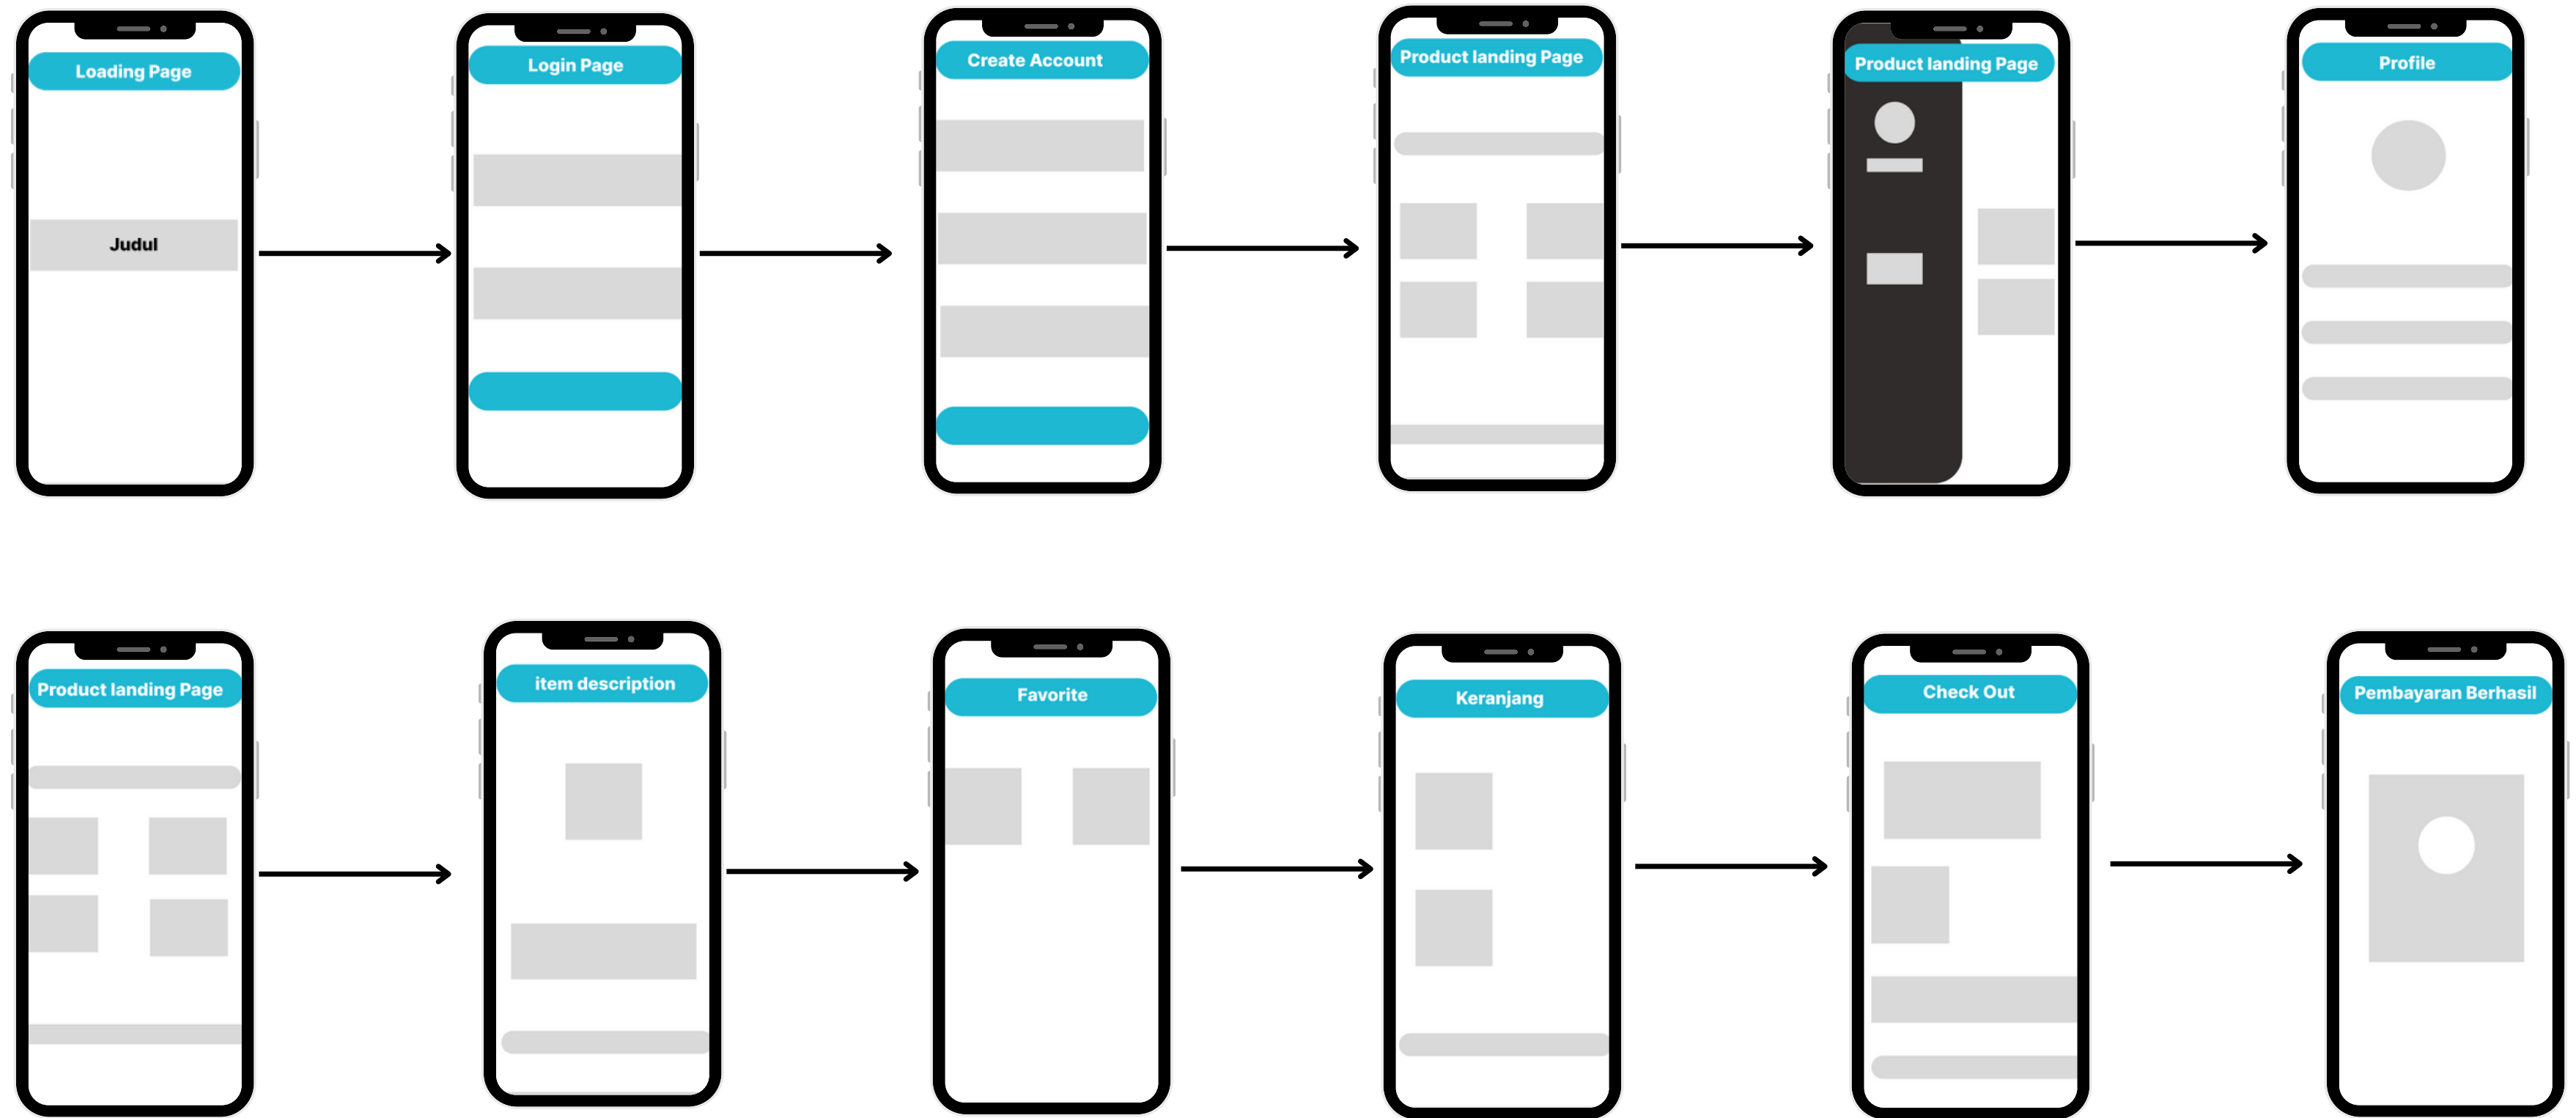 Loading Page
Judul
Login Page
Create Account
Product landing Page
Product landing Page
Profile
Product landing Page
item description
Favorite
Keranjang
Check Out
Pembayaran Berhasil